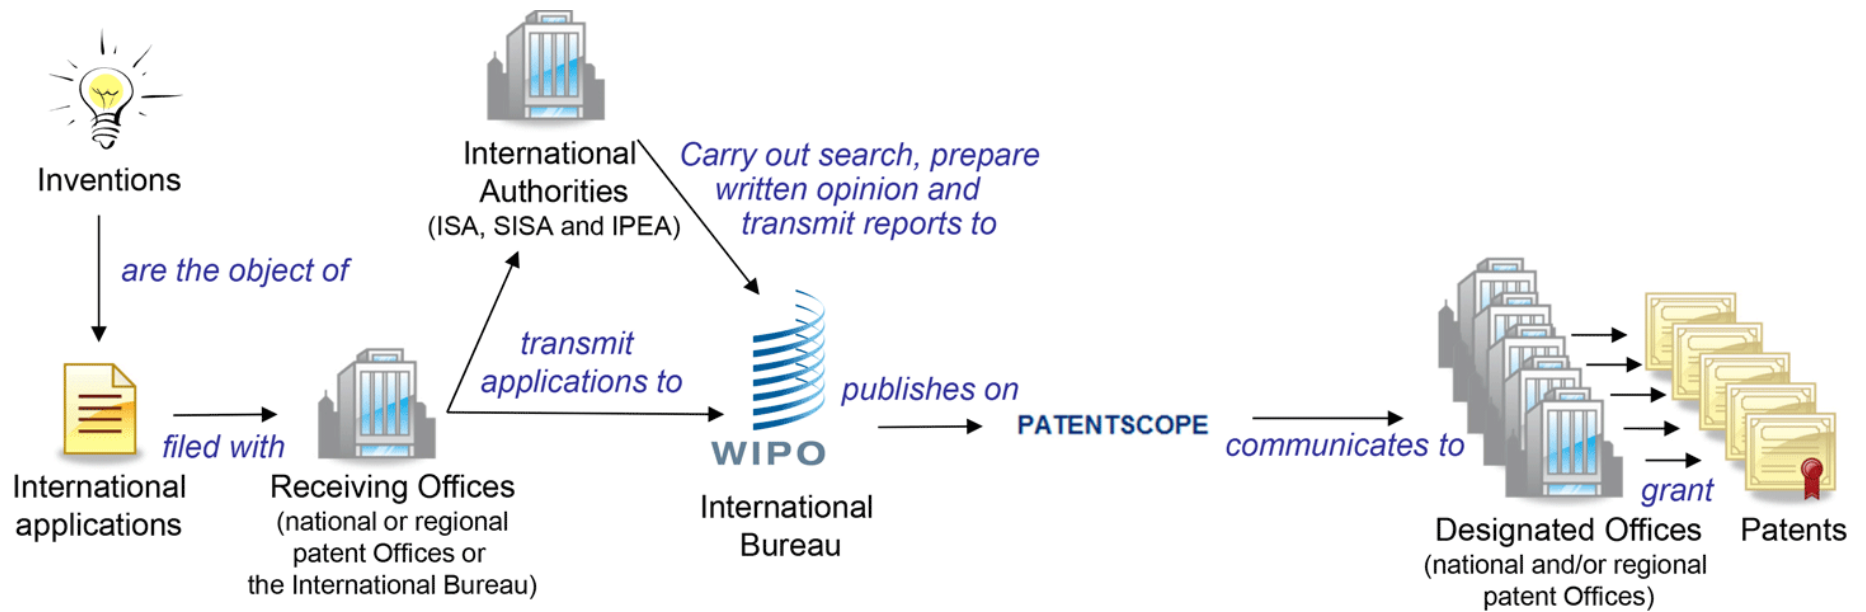 Inventions
are the object of
International
applications
filed with
Receiving Offices
(national or regional
patent Offices or
the International Bureau)
transmit
applications to
International
Authorities
(ISA, SISA and IPEA)
Carry out search, prepare
written opinion and
transmit reports to
WIPO
International
Bureau
publishes on
PATENTSCOPE
communicates to
Designated Offices
(national and/or regional
patent Offices)
grant
Patents